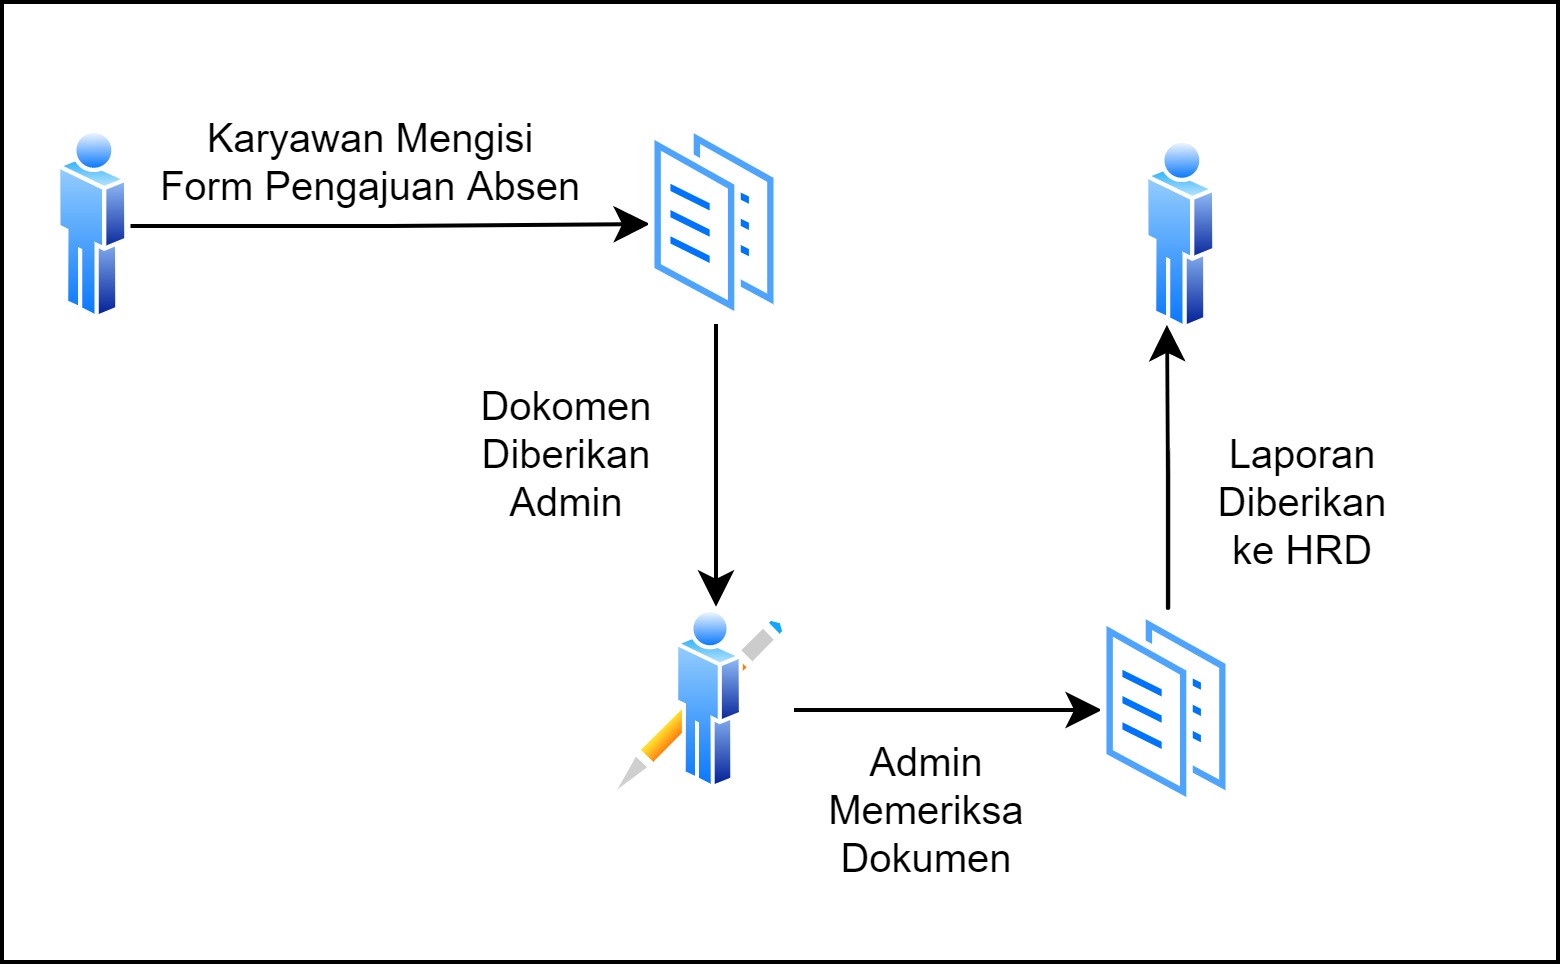 Karyawan Mengisi
Form Pengajuan Absen
Dokomen
Diberikan
Admin
Admin
Memeriksa
Dokumen
Laporan
Diberikan
ke HRD